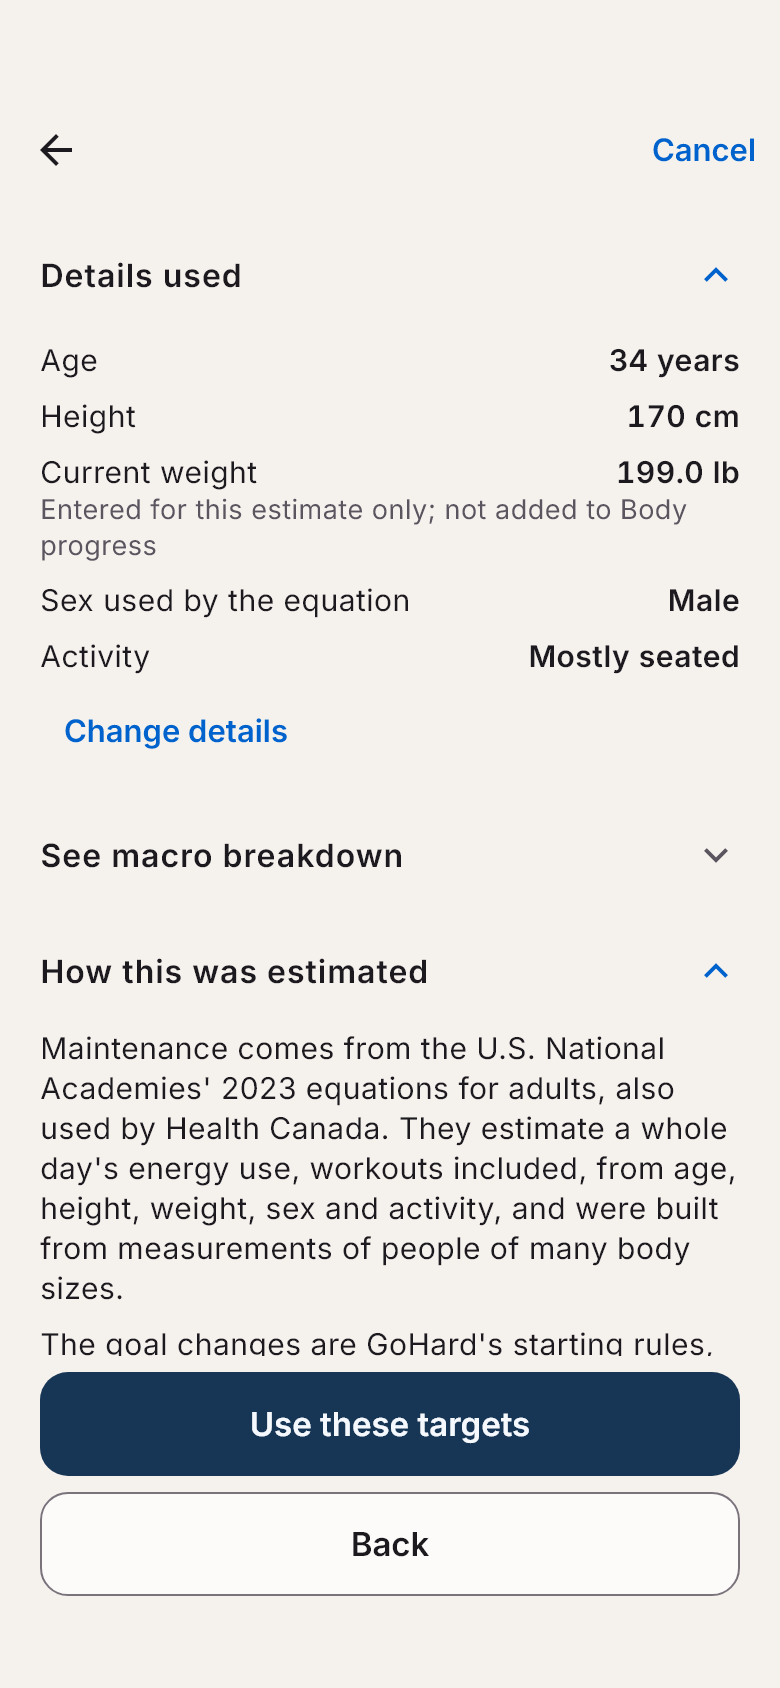 Cancel
Details used
Age 34 years
Height 170 cm
Current weight 199.0 lb
Entered for this estimate only; not added to Body
progress
Sex used by the equation Male
Activity Mostly seated
Change details
See macro breakdown
How this was estimated
Maintenance comes from the U.S. National
Academies' 2023 equations for adults, also
used by Health Canada. They estimate a whole
day's energy use, workouts included, from age,
height, weight, sex and activity, and were built
from measurements of people of many body
sizes.
The goal changes are GoHard's starting rules,
Use these targets
Back